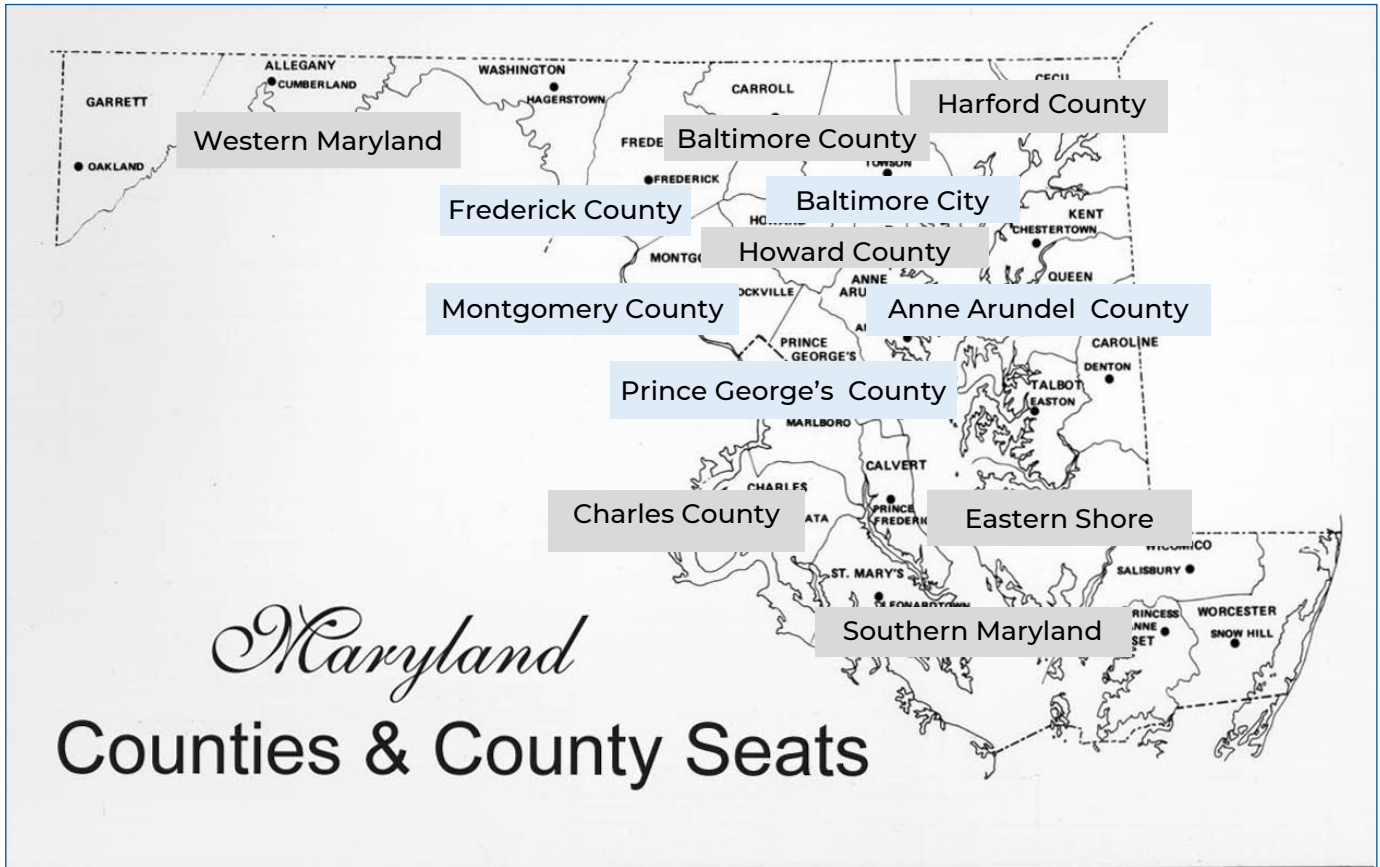 ALLEGANY
CUMBERLAND
WASHINGTON
HAGERSTOWN
GARRETT
OAKLAND
CARROLL
Harford County
Western Maryland
Baltimore County
TOWSON
FREDERICK
Frederick County
Baltimore City
KENT
CHESTERTOWN
Howard County
QUEEN
ANNE
Montgomery County
Anne Arundel County
PRINCE
GEORGE'S
CAROLINE
DENTON
Prince George's County
TALBOT
EASTON
MARLBORO
CALVERT
CHARLES
Charles County
PRINCE
Eastern Shore
WICOMICO
SALISBURY
ST. MARY'S
LEONARDTOWN
Southern Maryland
WORCESTER
SNOW HILL
Maryland
Counties & County Seats